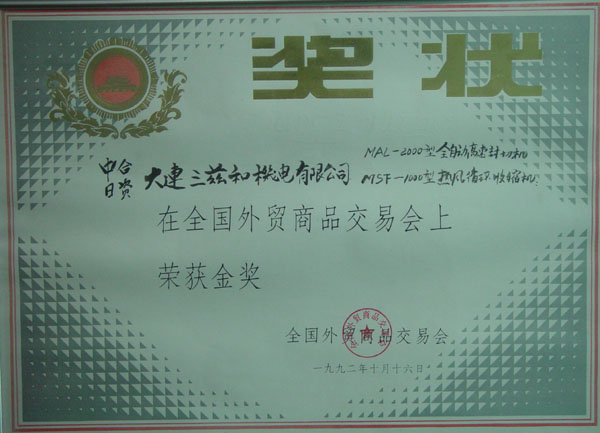 奖状
MAL-2000型全自动高速封切机
中日合资 大连三兹和机电有限公司
MSF-1000型热风循环收缩机
在全国外贸商品交易会上
荣获金奖
全国外贸商品交易会
一九九二年十月十六日